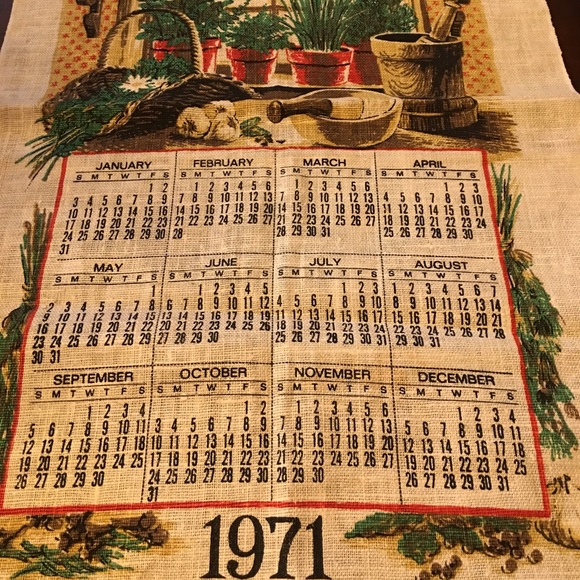 JANUARY
S M T W T F S
1 2
3 4 5 6 7 8 9
10 11 12 13 14 15 16
17 18 19 20 21 22 23
24 25 26 27 28 29 30
31
FEBRUARY
S M T W T F S
1 2 3 4 5 6
7 8 9 10 11 12 13
14 15 16 17 18 19 20
21 22 23 24 25 26 27
28
MARCH
S M T W T F S
1 2 3 4 5 6
7 8 9 10 11 12 13
14 15 16 17 18 19 20
21 22 23 24 25 26 27
28 29 30 31
APRIL
S M T W T F S
1 2 3
4 5 6 7 8 9 10
11 12 13 14 15 16 17
18 19 20 21 22 23 24
25 26 27 28 29 30
MAY
S M T W T F S
1
2 3 4 5 6 7 8
9 10 11 12 13 14 15
16 17 18 19 20 21 22
23 24 25 26 27 28 29
30 31
JUNE
S M T W T F S
1 2 3 4 5
6 7 8 9 10 11 12
13 14 15 16 17 18 19
20 21 22 23 24 25 26
27 28 29 30
JULY
S M T W T F S
1 2 3
4 5 6 7 8 9 10
11 12 13 14 15 16 17
18 19 20 21 22 23 24
25 26 27 28 29 30 31
AUGUST
S M T W T F S
1 2 3 4 5 6 7
8 9 10 11 12 13 14
15 16 17 18 19 20 21
22 23 24 25 26 27 28
29 30 31
SEPTEMBER
S M T W T F S
1 2 3 4
5 6 7 8 9 10 11
12 13 14 15 16 17 18
19 20 21 22 23 24 25
26 27 28 29 30
OCTOBER
S M T W T F S
1 2
3 4 5 6 7 8 9
10 11 12 13 14 15 16
17 18 19 20 21 22 23
24 25 26 27 28 29 30
31
NOVEMBER
S M T W T F S
1 2 3 4 5 6
7 8 9 10 11 12 13
14 15 16 17 18 19 20
21 22 23 24 25 26 27
28 29 30
DECEMBER
S M T W T F S
1 2 3 4
5 6 7 8 9 10 11
12 13 14 15 16 17 18
19 20 21 22 23 24 25
26 27 28 29 30 31
1971